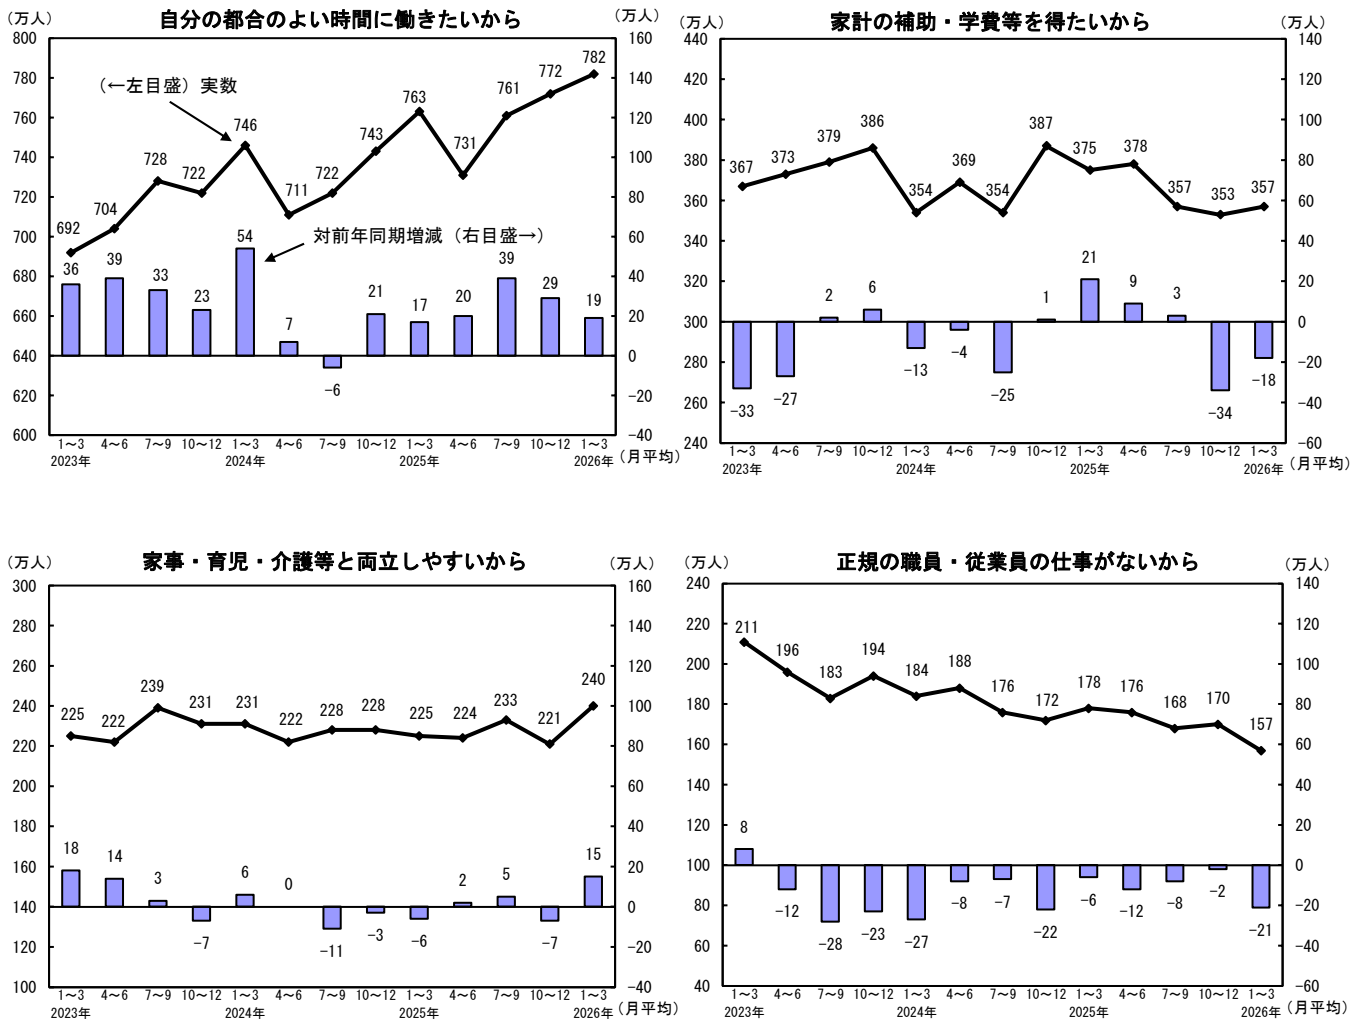 自分の都合のよい時間に働きたいから
（万人）
（万人）
800
780
760
740
720
700
680
660
640
620
600
160
140
120
100
80
60
40
20
0
−20
−40
（←左目盛）実数
対前年同期増減（右目盛→）
692 704 728 722 746 711 722 743 763 731 761 772 782
36 39 33 23 54 7 −6 21 17 20 39 29 19
1〜3 4〜6 7〜9 10〜12 1〜3 4〜6 7〜9 10〜12 1〜3 4〜6 7〜9 10〜12 1〜3
2023年 2024年 2025年 2026年（月平均）
家計の補助・学費等を得たいから
（万人）
（万人）
440
420
400
380
360
340
320
300
280
260
240
140
120
100
80
60
40
20
0
−20
−40
−60
367 373 379 386 354 369 354 387 375 378 357 353 357
−33 −27 2 6 −13 −4 −25 1 21 9 3 −34 −18
1〜3 4〜6 7〜9 10〜12 1〜3 4〜6 7〜9 10〜12 1〜3 4〜6 7〜9 10〜12 1〜3
2023年 2024年 2025年 2026年（月平均）
家事・育児・介護等と両立しやすいから
（万人）
（万人）
300
280
260
240
220
200
180
160
140
120
100
160
140
120
100
80
60
40
20
0
−20
−40
225 222 239 231 231 222 228 228 225 224 233 221 240
18 14 3 −7 6 0 −11 −3 −6 2 5 −7 15
1〜3 4〜6 7〜9 10〜12 1〜3 4〜6 7〜9 10〜12 1〜3 4〜6 7〜9 10〜12 1〜3
2023年 2024年 2025年 2026年（月平均）
正規の職員・従業員の仕事がないから
（万人）
（万人）
240
220
200
180
160
140
120
100
80
60
40
140
120
100
80
60
40
20
0
−20
−40
−60
211 196 183 194 184 188 176 172 178 176 168 170 157
8 −12 −28 −23 −27 −8 −7 −22 −6 −12 −8 −2 −21
1〜3 4〜6 7〜9 10〜12 1〜3 4〜6 7〜9 10〜12 1〜3 4〜6 7〜9 10〜12 1〜3
2023年 2024年 2025年 2026年（月平均）